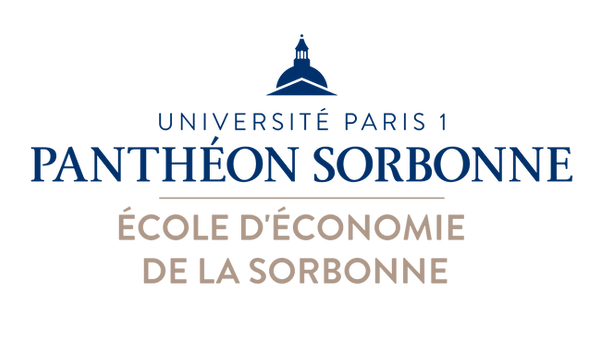 UNIVERSITÉ PARIS 1
PANTHÉON SORBONNE
ÉCOLE D'ÉCONOMIE
DE LA SORBONNE